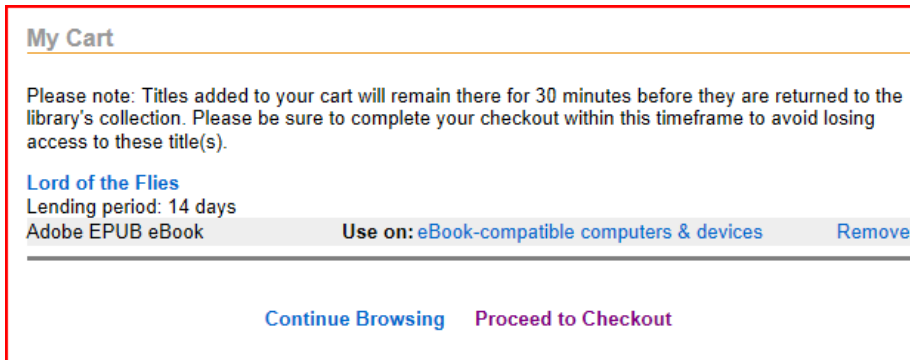 My Cart
Please note: Titles added to your cart will remain there for 30 minutes before they are returned to the
library's collection. Please be sure to complete your checkout within this timeframe to avoid losing
access to these title(s).
Lord of the Flies
Lending period: 14 days
Adobe EPUB eBook Use on: eBook-compatible computers & devices Remove
Continue Browsing Proceed to Checkout